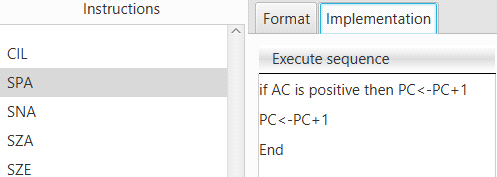 Instructions
CIL
SPA
SNA
SZA
SZE
Format
Implementation
Execute sequence
if AC is positive then PC<-PC+1
PC<-PC+1
End